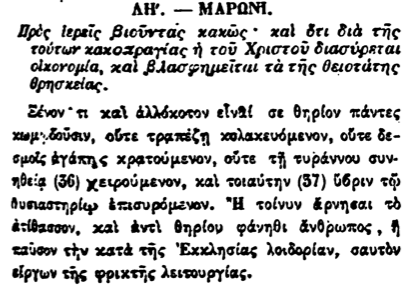 ΛΗʹ. — ΜΑΡΩΝΙ.
Πρὸς ἱερεῖς βιοῦντας κακῶς· καὶ ὅτι διὰ τῆς
τούτων κακοπραγίας ἡ τοῦ Χριστοῦ διασύρεται
οἰκονομία, καὶ βλασφημεῖται τὰ τῆς θειοτάτης
θρησκείας.
Ξένον τι καὶ ἀλλόκοτον εἶναί σε θηρίον πάντες
κωμῳδοῦσιν, οὔτε τραπέζῃ κολακευόμενον, οὔτε δε-
σμοῖς ἀγάπης κρατούμενον, οὔτε τῇ τυράννου συν-
ηθείᾳ (36) χειρούμενον, καὶ τοιαύτην (37) ὕβριν τῷ
θυσιαστηρίῳ ἐπισυρόμενον. Ἢ τοίνυν ἄρνησαι τὸ
ἀτίθασσον, καὶ ἀντὶ θηρίου φάνηθι ἄνθρωπος, ἢ
παῦσον τὴν κατὰ τῆς Ἐκκλησίας λοιδορίαν, σαυτὸν
εἴργων τῆς φρικτῆς λειτουργίας.